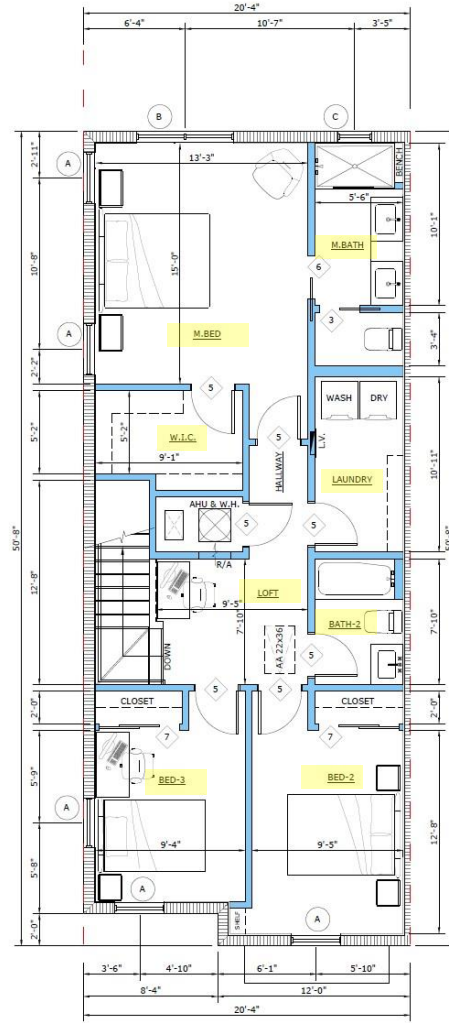 20'-4"
6'-4" 10'-7" 3'-5"
B C
A
2'-11"
13'-3"
BENCH
5'-6"
10'-1"
M.BATH
15'-0"
10'-8"
6
50'-8"
M.BED
3
A
3'-4"
2'-2"
5
WASH DRY
5'-2"
5'-2"
W.I.C.
5
L.V.
HALLWAY
9'-1"
LAUNDRY
10'-11"
AHU & W.H.
5
5
50'-8"
R/A
12'-8"
LOFT
9'-5"
7'-10"
BATH-2
7'-10"
AA 22x36
5
DOWN
5 5
2'-0"
CLOSET CLOSET
2'-0"
7 7
5'-9"
BED-3 BED-2
A
12'-8"
9'-4" 9'-5"
5'-8"
A
A
SHELF
2'-0"
3'-6" 4'-10" 6'-1" 5'-10"
8'-4" 12'-0"
20'-4"